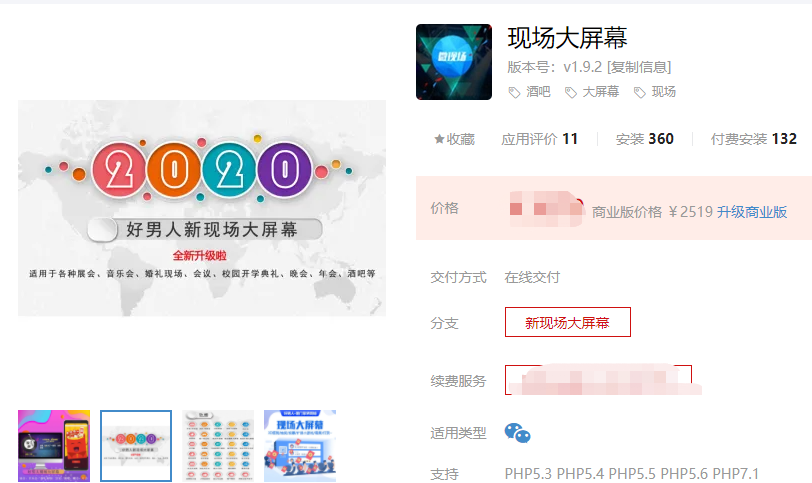 现场大屏幕
版本号：v1.9.2 [复制信息]
酒吧 大屏幕 现场
★收藏 应用评价 11 安装 360 付费安装 132
价格 商业版价格 ￥2519 升级商业版
交付方式 在线交付
分支 新现场大屏幕
续费服务
适用类型
支持 PHP5.3 PHP5.4 PHP5.5 PHP5.6 PHP7.1
2020
好男人新现场大屏幕
全新升级啦
适用于各种展会、音乐会、婚礼现场、会议、校园开学典礼、晚会、年会、酒吧等
现场大屏幕